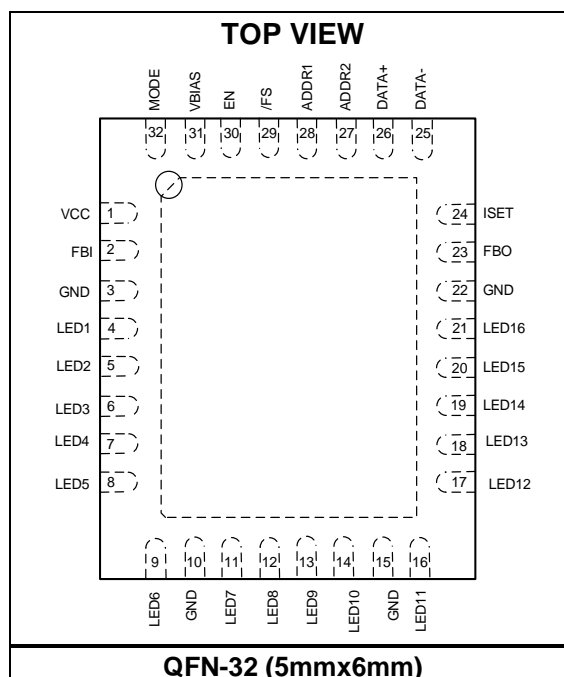 TOP VIEW
MODE
VBIAS
EN
/FS
ADDR1
ADDR2
DATA+
DATA-
32
31
30
29
28
27
26
25
VCC 1
FBI 2
GND 3
LED1 4
LED2 5
LED3 6
LED4 7
LED5 8
24 ISET
23 FBO
22 GND
21 LED16
20 LED15
19 LED14
18 LED13
17 LED12
9
10
11
12
13
14
15
16
LED6
GND
LED7
LED8
LED9
LED10
GND
LED11
QFN-32 (5mmx6mm)